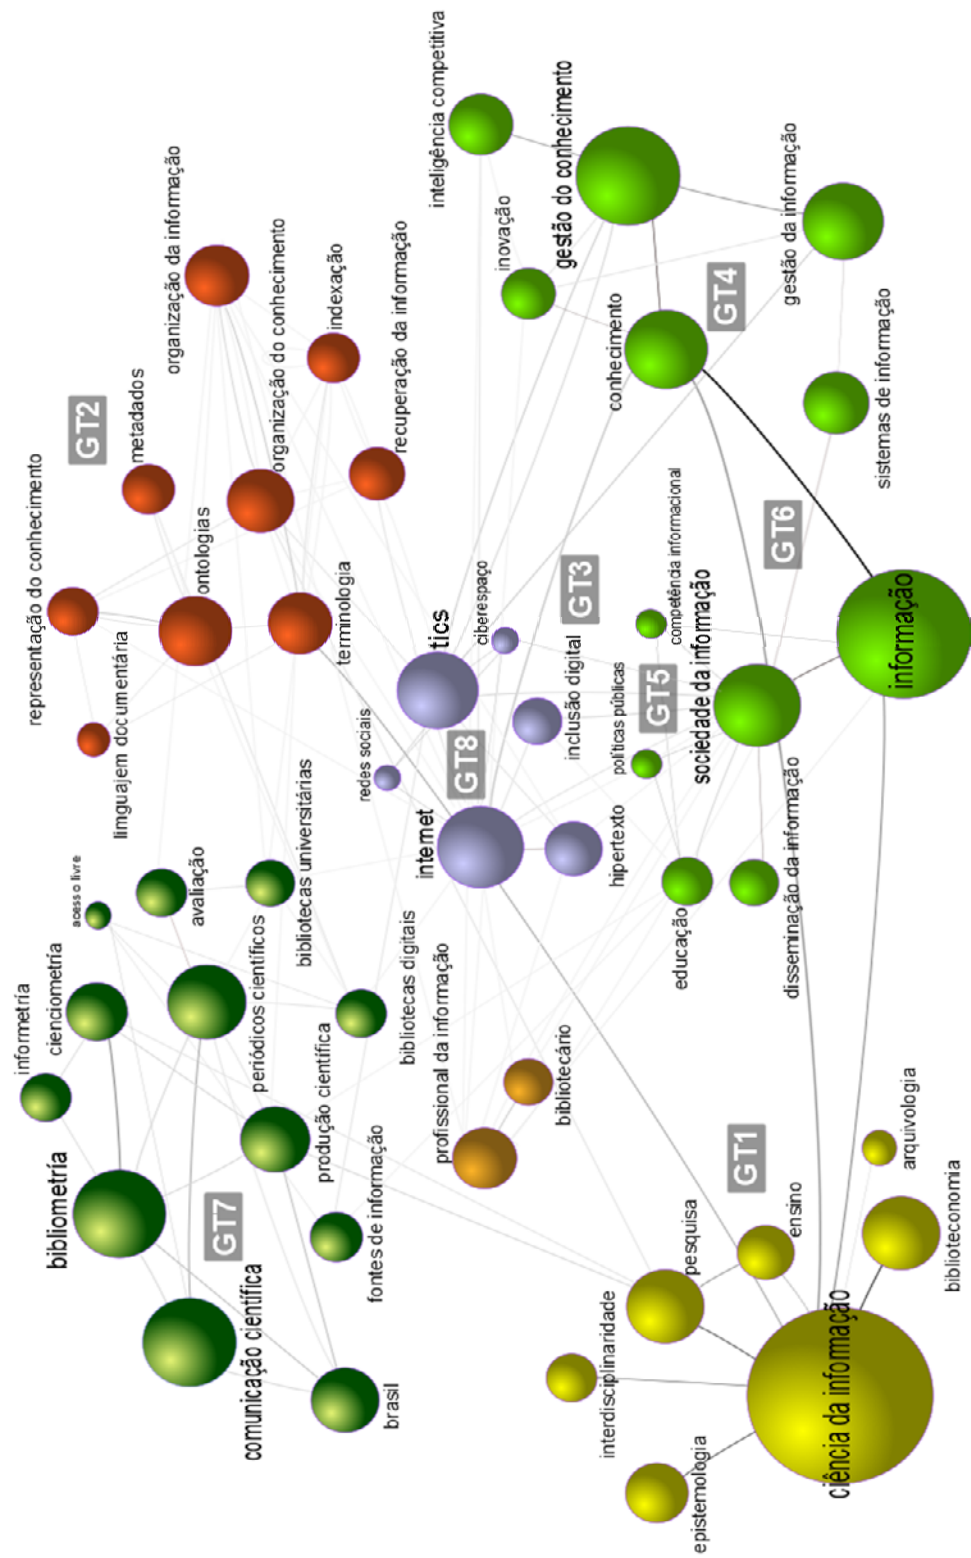 epistemologia
interdisciplinaridade
ciência da informação
pesquisa
ensino
biblioteconomia
arquivologia
GT1
brasil
comunicação científica
bibliometría
GT7
fontes de informação
produção científica
informetría
cienciometría
periódicos científicos
acesso livre
avaliação
bibliotecas universitárias
bibliotecas digitais
profissional da informação
bibliotecário
limguajem documentária
representação do conhecimento
ontologias
terminologia
metadados
GT2
organização do conhecimento
organização da informação
indexação
recuperação da informação
redes sociais
internet
tics
GT8
ciberespaço
inclusão digital
hipertexto
GT3
educação
disseminação da informação
políticas públicas
GT5
competência informacional
sociedade da informação
informação
GT6
sistemas de informação
conhecimento
GT4
gestão da informação
gestão do conhecimento
inovação
inteligência competitiva